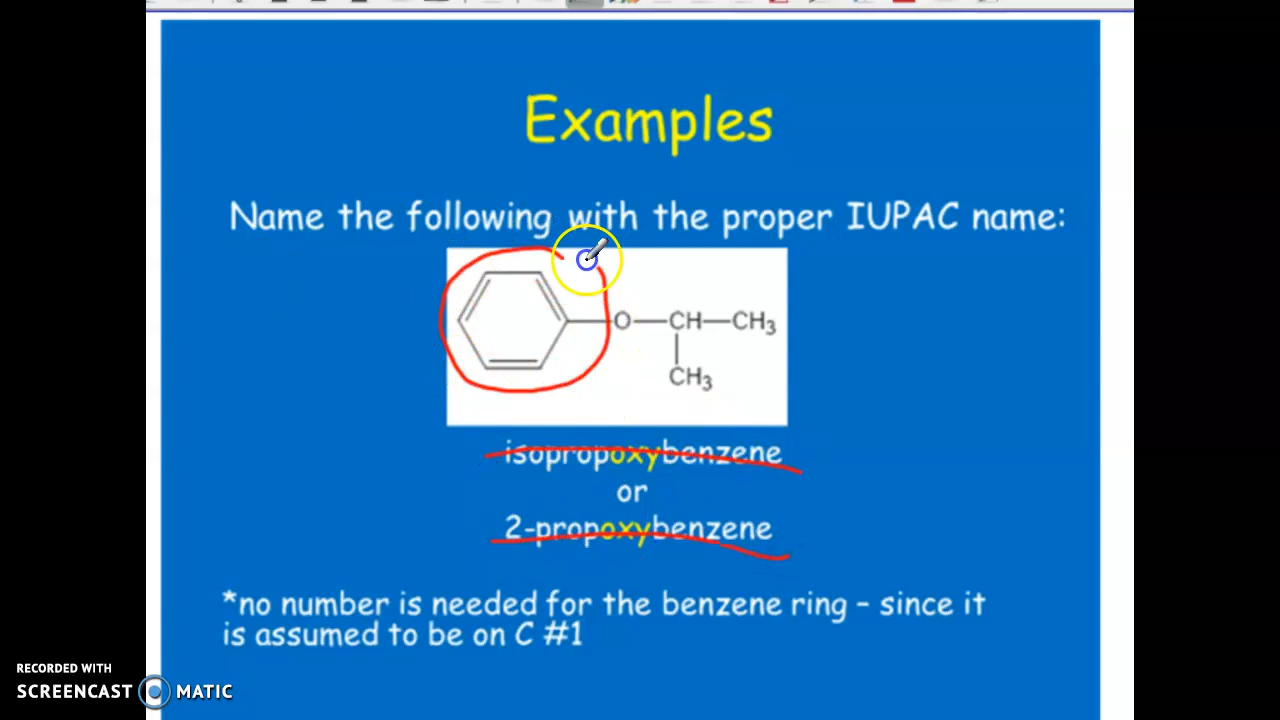 Examples
Name the following with the proper IUPAC name:
O—CH—CH3
CH3
isopropoxybenzene
or
2-propoxybenzene
*no number is needed for the benzene ring – since it
is assumed to be on C #1
RECORDED WITH
SCREENCAST MATIC